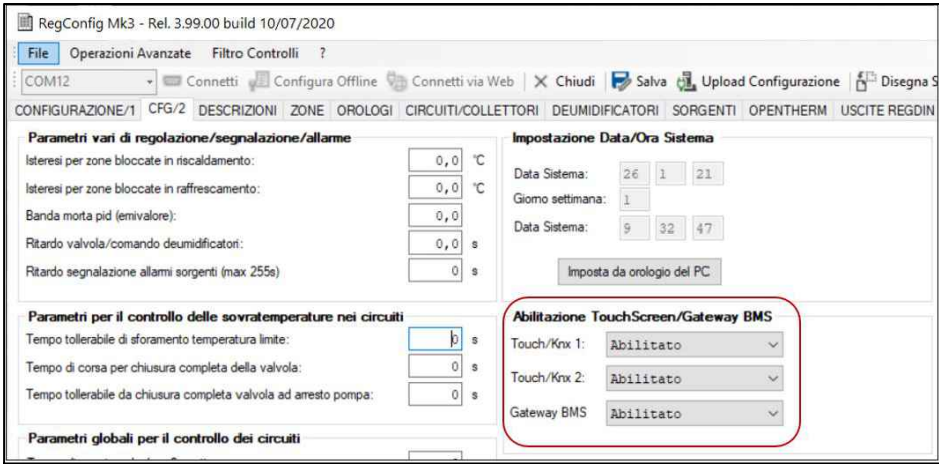 RegConfig Mk3 - Rel. 3.99.00 build 10/07/2020
File Operazioni Avanzate Filtro Controlli ?
COM12 Connetti Configura Offline Connetti via Web Chiudi Salva Upload Configurazione Disegna S
CONFIGURAZIONE/1 CFG/2 DESCRIZIONI ZONE OROLOGI CIRCUITI/COLLETTORI DEUMIDIFICATORI SORGENTI OPENTHERM USCITE REGDIN
Parametri vari di regolazione/segnalazione/allarme
Isteresi per zone bloccate in riscaldamento: 0,0 °C
Isteresi per zone bloccate in raffrescamento: 0,0 °C
Banda morta pid (emivalore): 0,0
Ritardo valvola/comando deumidificatori: 0,0 s
Ritardo segnalazione allarmi sorgenti (max 255s) 0 s
Impostazione Data/Ora Sistema
Data Sistema: 26 1 21
Giorno settimana: 1
Data Sistema: 9 32 47
Imposta da orologio del PC
Parametri per il controllo delle sovratemperature nei circuiti
Tempo tollerabile di sforamento temperatura limite: 0 s
Tempo di corsa per chiusura completa della valvola: 0 s
Tempo tollerabile da chiusura completa valvola ad arresto pompa: 0 s
Abilitazione TouchScreen/Gateway BMS
Touch/Knx 1: Abilitato
Touch/Knx 2: Abilitato
Gateway BMS Abilitato
Parametri globali per il controllo dei circuiti